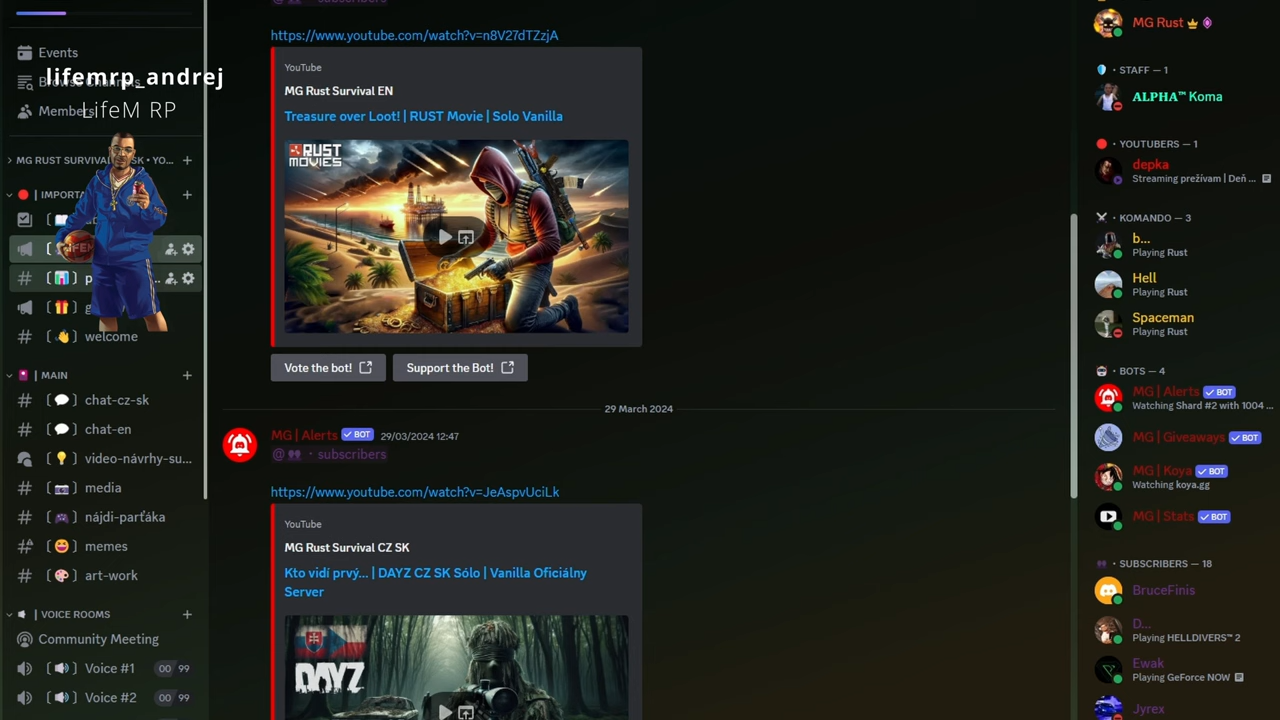 subscribers
Events
lifemrp_andrej
Members
LifeM RP
MG RUST SURVIVAL
SK • YO...
| IMPORTA
welcome
| MAIN
chat-cz-sk
chat-en
video-návrhy-su...
media
nájdi-parťáka
memes
art-work
| VOICE ROOMS
Community Meeting
Voice #1 00 99
Voice #2 00 99
https://www.youtube.com/watch?v=n8V27dTZzjA
YouTube
MG Rust Survival EN
Treasure over Loot! | RUST Movie | Solo Vanilla
RUST
MOVIES
Vote the bot!
Support the Bot!
29 March 2024
MG | Alerts ✓ BOT 29/03/2024 12:47
@ • subscribers
https://www.youtube.com/watch?v=JeAspvUciLk
YouTube
MG Rust Survival CZ SK
Kto vidí prvý... | DAYZ CZ SK Sólo | Vanilla Oficiálny
Server
DAYZ
MG Rust
• STAFF — 1
ALPHA™ Koma
• YOUTUBERS — 1
depka
Streaming prežívam | Deň ...
• KOMANDO — 3
b...
Playing Rust
Hell
Playing Rust
Spaceman
Playing Rust
• BOTS — 4
MG | Alerts ✓ BOT
Watching Shard #2 with 1004 ...
MG | Giveaways ✓ BOT
MG | Koya ✓ BOT
Watching koya.gg
MG | Stats ✓ BOT
• SUBSCRIBERS — 18
BruceFinis
D...
Playing HELLDIVERS™ 2
Ewak
Playing GeForce NOW
Jyrex